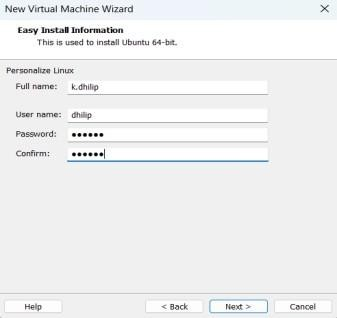 New Virtual Machine Wizard
Easy Install Information
This is used to install Ubuntu 64-bit.
Personalize Linux
Full name: k.dhilip
User name: dhilip
Password: ●●●●●●
Confirm: ●●●●●●
Help < Back Next > Cancel